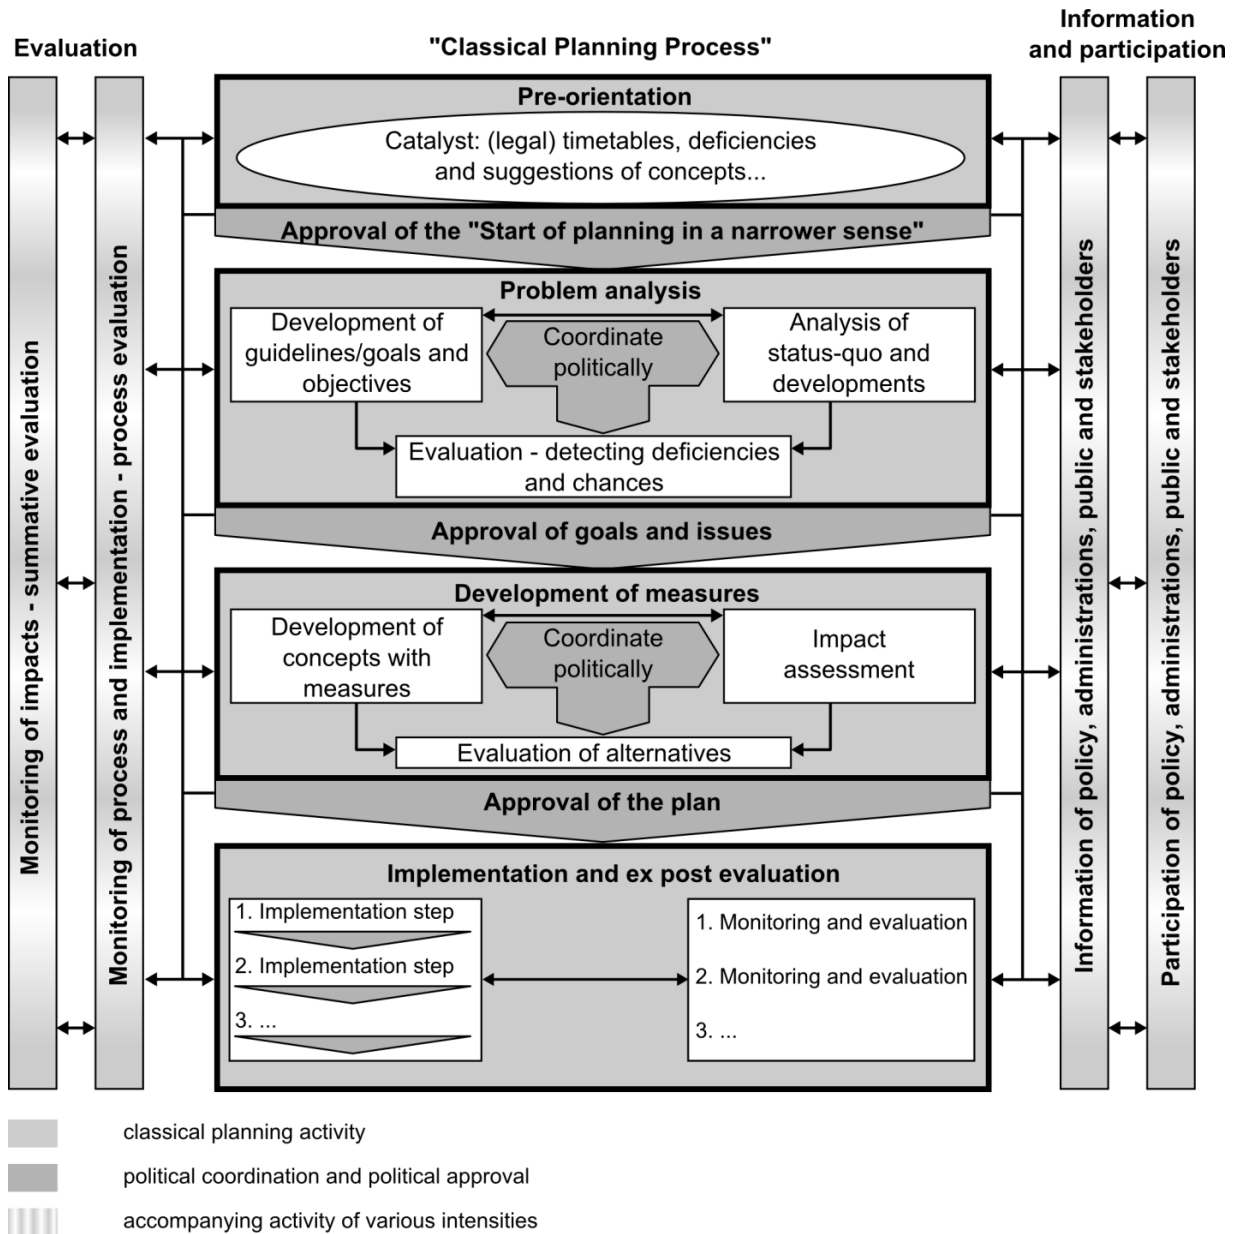 Evaluation
"Classical Planning Process"
Information
and participation
Monitoring of impacts - summative evaluation
Monitoring of process and implementation - process evaluation
Pre-orientation
Catalyst: (legal) timetables, deficiencies
and suggestions of concepts...
Approval of the "Start of planning in a narrower sense"
Problem analysis
Development of
guidelines/goals and
objectives
Coordinate
politically
Analysis of
status-quo and
developments
Evaluation - detecting deficiencies
and chances
Approval of goals and issues
Development of measures
Development of
concepts with
measures
Coordinate
politically
Impact
assessment
Evaluation of alternatives
Approval of the plan
Implementation and ex post evaluation
1. Implementation step
2. Implementation step
3. ...
1. Monitoring and evaluation
2. Monitoring and evaluation
3. ...
Information of policy, administrations, public and stakeholders
Participation of policy, administrations, public and stakeholders
classical planning activity
political coordination and political approval
accompanying activity of various intensities